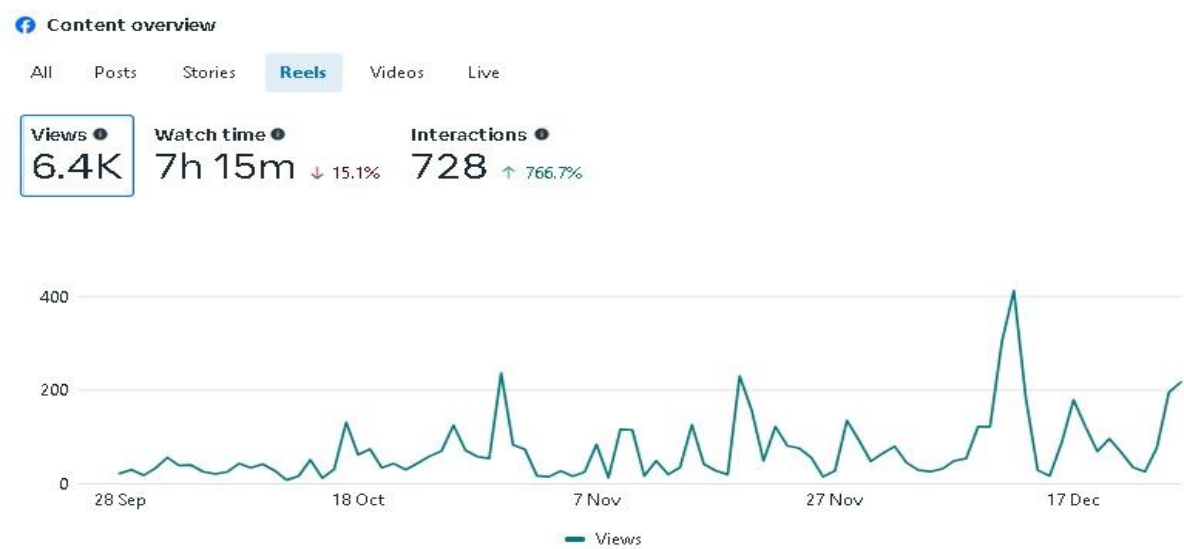 Content overview
All Posts Stories Reels Videos Live
Views Watch time Interactions
6.4K 7h 15m ↓ 15.1% 728 ↑ 766.7%
400
200
0
28 Sep 18 Oct 7 Nov 27 Nov 17 Dec
Views